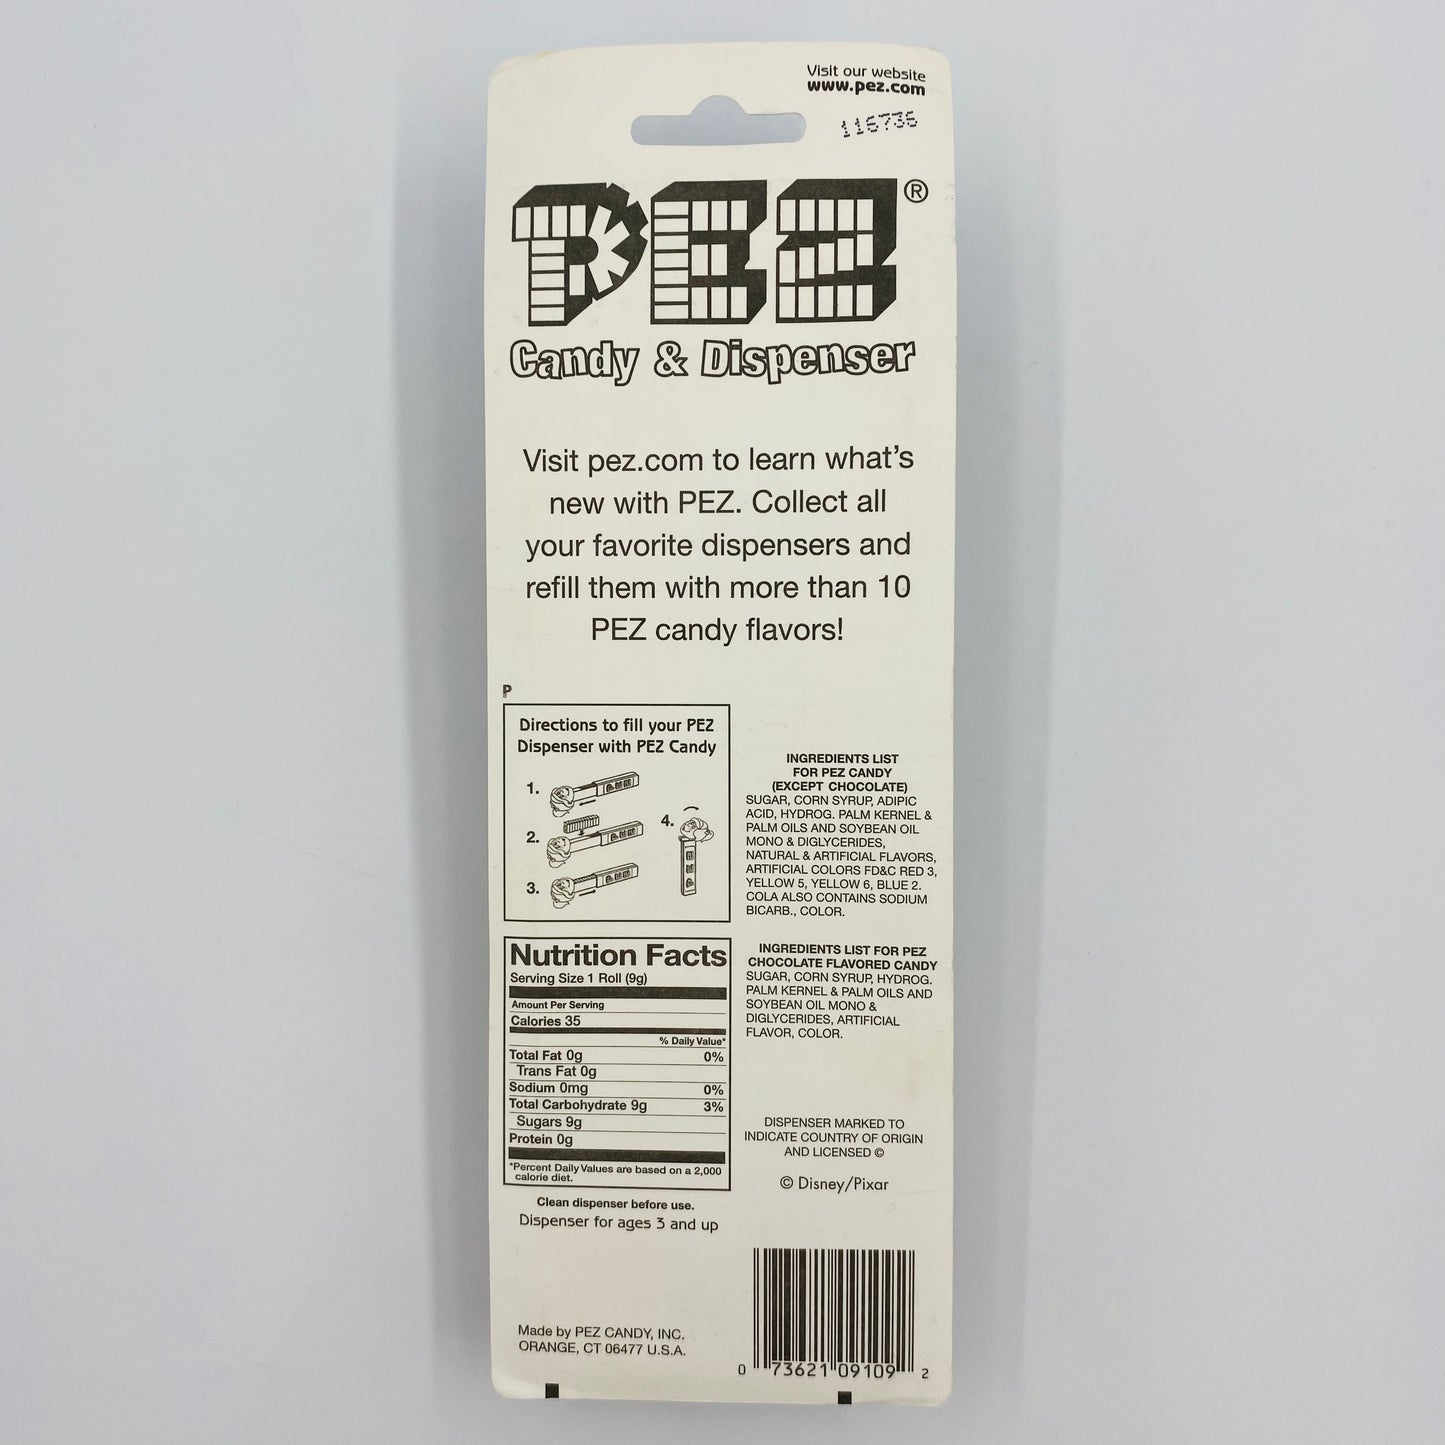 Visit our website
www.pez.com
116736
PEZ®
Candy & Dispenser
Visit pez.com to learn what's
new with PEZ. Collect all
your favorite dispensers and
refill them with more than 10
PEZ candy flavors!
P
Directions to fill your PEZ
Dispenser with PEZ Candy
1.
2.
3.
4.
INGREDIENTS LIST
FOR PEZ CANDY
(EXCEPT CHOCOLATE)
SUGAR, CORN SYRUP, ADIPIC
ACID, HYDROG. PALM KERNEL &
PALM OILS AND SOYBEAN OIL
MONO & DIGLYCERIDES,
NATURAL & ARTIFICIAL FLAVORS,
ARTIFICIAL COLORS FD&C RED 3,
YELLOW 5, YELLOW 6, BLUE 2.
COLA ALSO CONTAINS SODIUM
BICARB., COLOR.
Nutrition Facts
Serving Size 1 Roll (9g)
Amount Per Serving
Calories 35
% Daily Value*
Total Fat 0g 0%
Trans Fat 0g
Sodium 0mg 0%
Total Carbohydrate 9g 3%
Sugars 9g
Protein 0g
*Percent Daily Values are based on a 2,000
calorie diet.
INGREDIENTS LIST FOR PEZ
CHOCOLATE FLAVORED CANDY
SUGAR, CORN SYRUP, HYDROG.
PALM KERNEL & PALM OILS AND
SOYBEAN OIL MONO &
DIGLYCERIDES, ARTIFICIAL
FLAVOR, COLOR.
DISPENSER MARKED TO
INDICATE COUNTRY OF ORIGIN
AND LICENSED ©
© Disney/Pixar
Clean dispenser before use.
Dispenser for ages 3 and up
Made by PEZ CANDY, INC.
ORANGE, CT 06477 U.S.A.
0 73621 09109 2